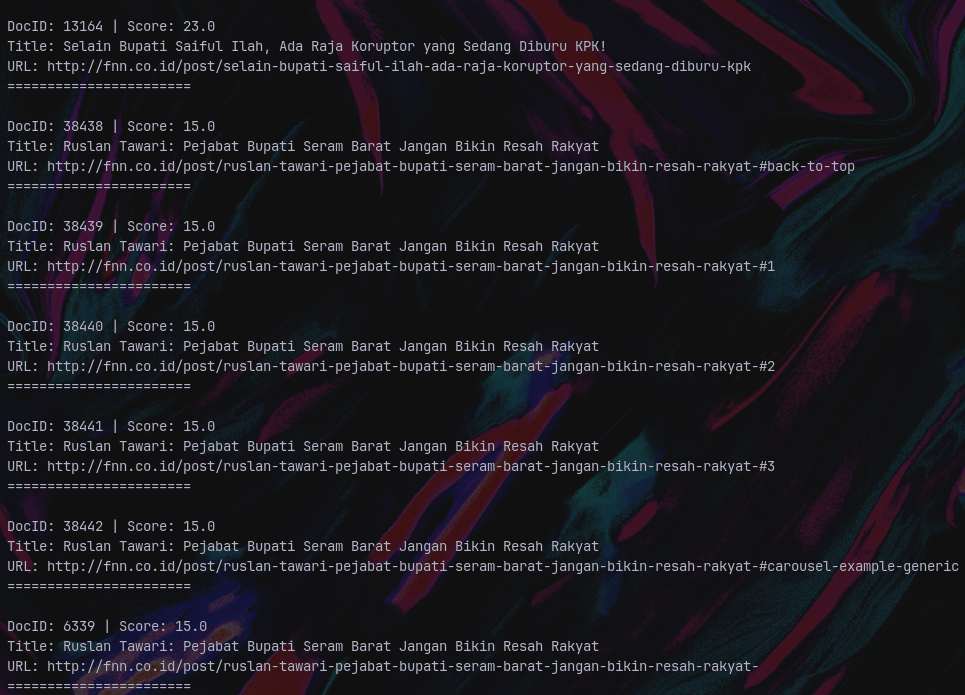 DocID: 13164 | Score: 23.0
Title: Selain Bupati Saiful Ilah, Ada Raja Koruptor yang Sedang Diburu KPK!
URL: http://fnn.co.id/post/selain-bupati-saiful-ilah-ada-raja-koruptor-yang-sedang-diburu-kpk
=======================
DocID: 38438 | Score: 15.0
Title: Ruslan Tawari: Pejabat Bupati Seram Barat Jangan Bikin Resah Rakyat
URL: http://fnn.co.id/post/ruslan-tawari-pejabat-bupati-seram-barat-jangan-bikin-resah-rakyat-#back-to-top
=======================
DocID: 38439 | Score: 15.0
Title: Ruslan Tawari: Pejabat Bupati Seram Barat Jangan Bikin Resah Rakyat
URL: http://fnn.co.id/post/ruslan-tawari-pejabat-bupati-seram-barat-jangan-bikin-resah-rakyat-#1
=======================
DocID: 38440 | Score: 15.0
Title: Ruslan Tawari: Pejabat Bupati Seram Barat Jangan Bikin Resah Rakyat
URL: http://fnn.co.id/post/ruslan-tawari-pejabat-bupati-seram-barat-jangan-bikin-resah-rakyat-#2
=======================
DocID: 38441 | Score: 15.0
Title: Ruslan Tawari: Pejabat Bupati Seram Barat Jangan Bikin Resah Rakyat
URL: http://fnn.co.id/post/ruslan-tawari-pejabat-bupati-seram-barat-jangan-bikin-resah-rakyat-#3
=======================
DocID: 38442 | Score: 15.0
Title: Ruslan Tawari: Pejabat Bupati Seram Barat Jangan Bikin Resah Rakyat
URL: http://fnn.co.id/post/ruslan-tawari-pejabat-bupati-seram-barat-jangan-bikin-resah-rakyat-#carousel-example-generic
=======================
DocID: 6339 | Score: 15.0
Title: Ruslan Tawari: Pejabat Bupati Seram Barat Jangan Bikin Resah Rakyat
URL: http://fnn.co.id/post/ruslan-tawari-pejabat-bupati-seram-barat-jangan-bikin-resah-rakyat-
=======================